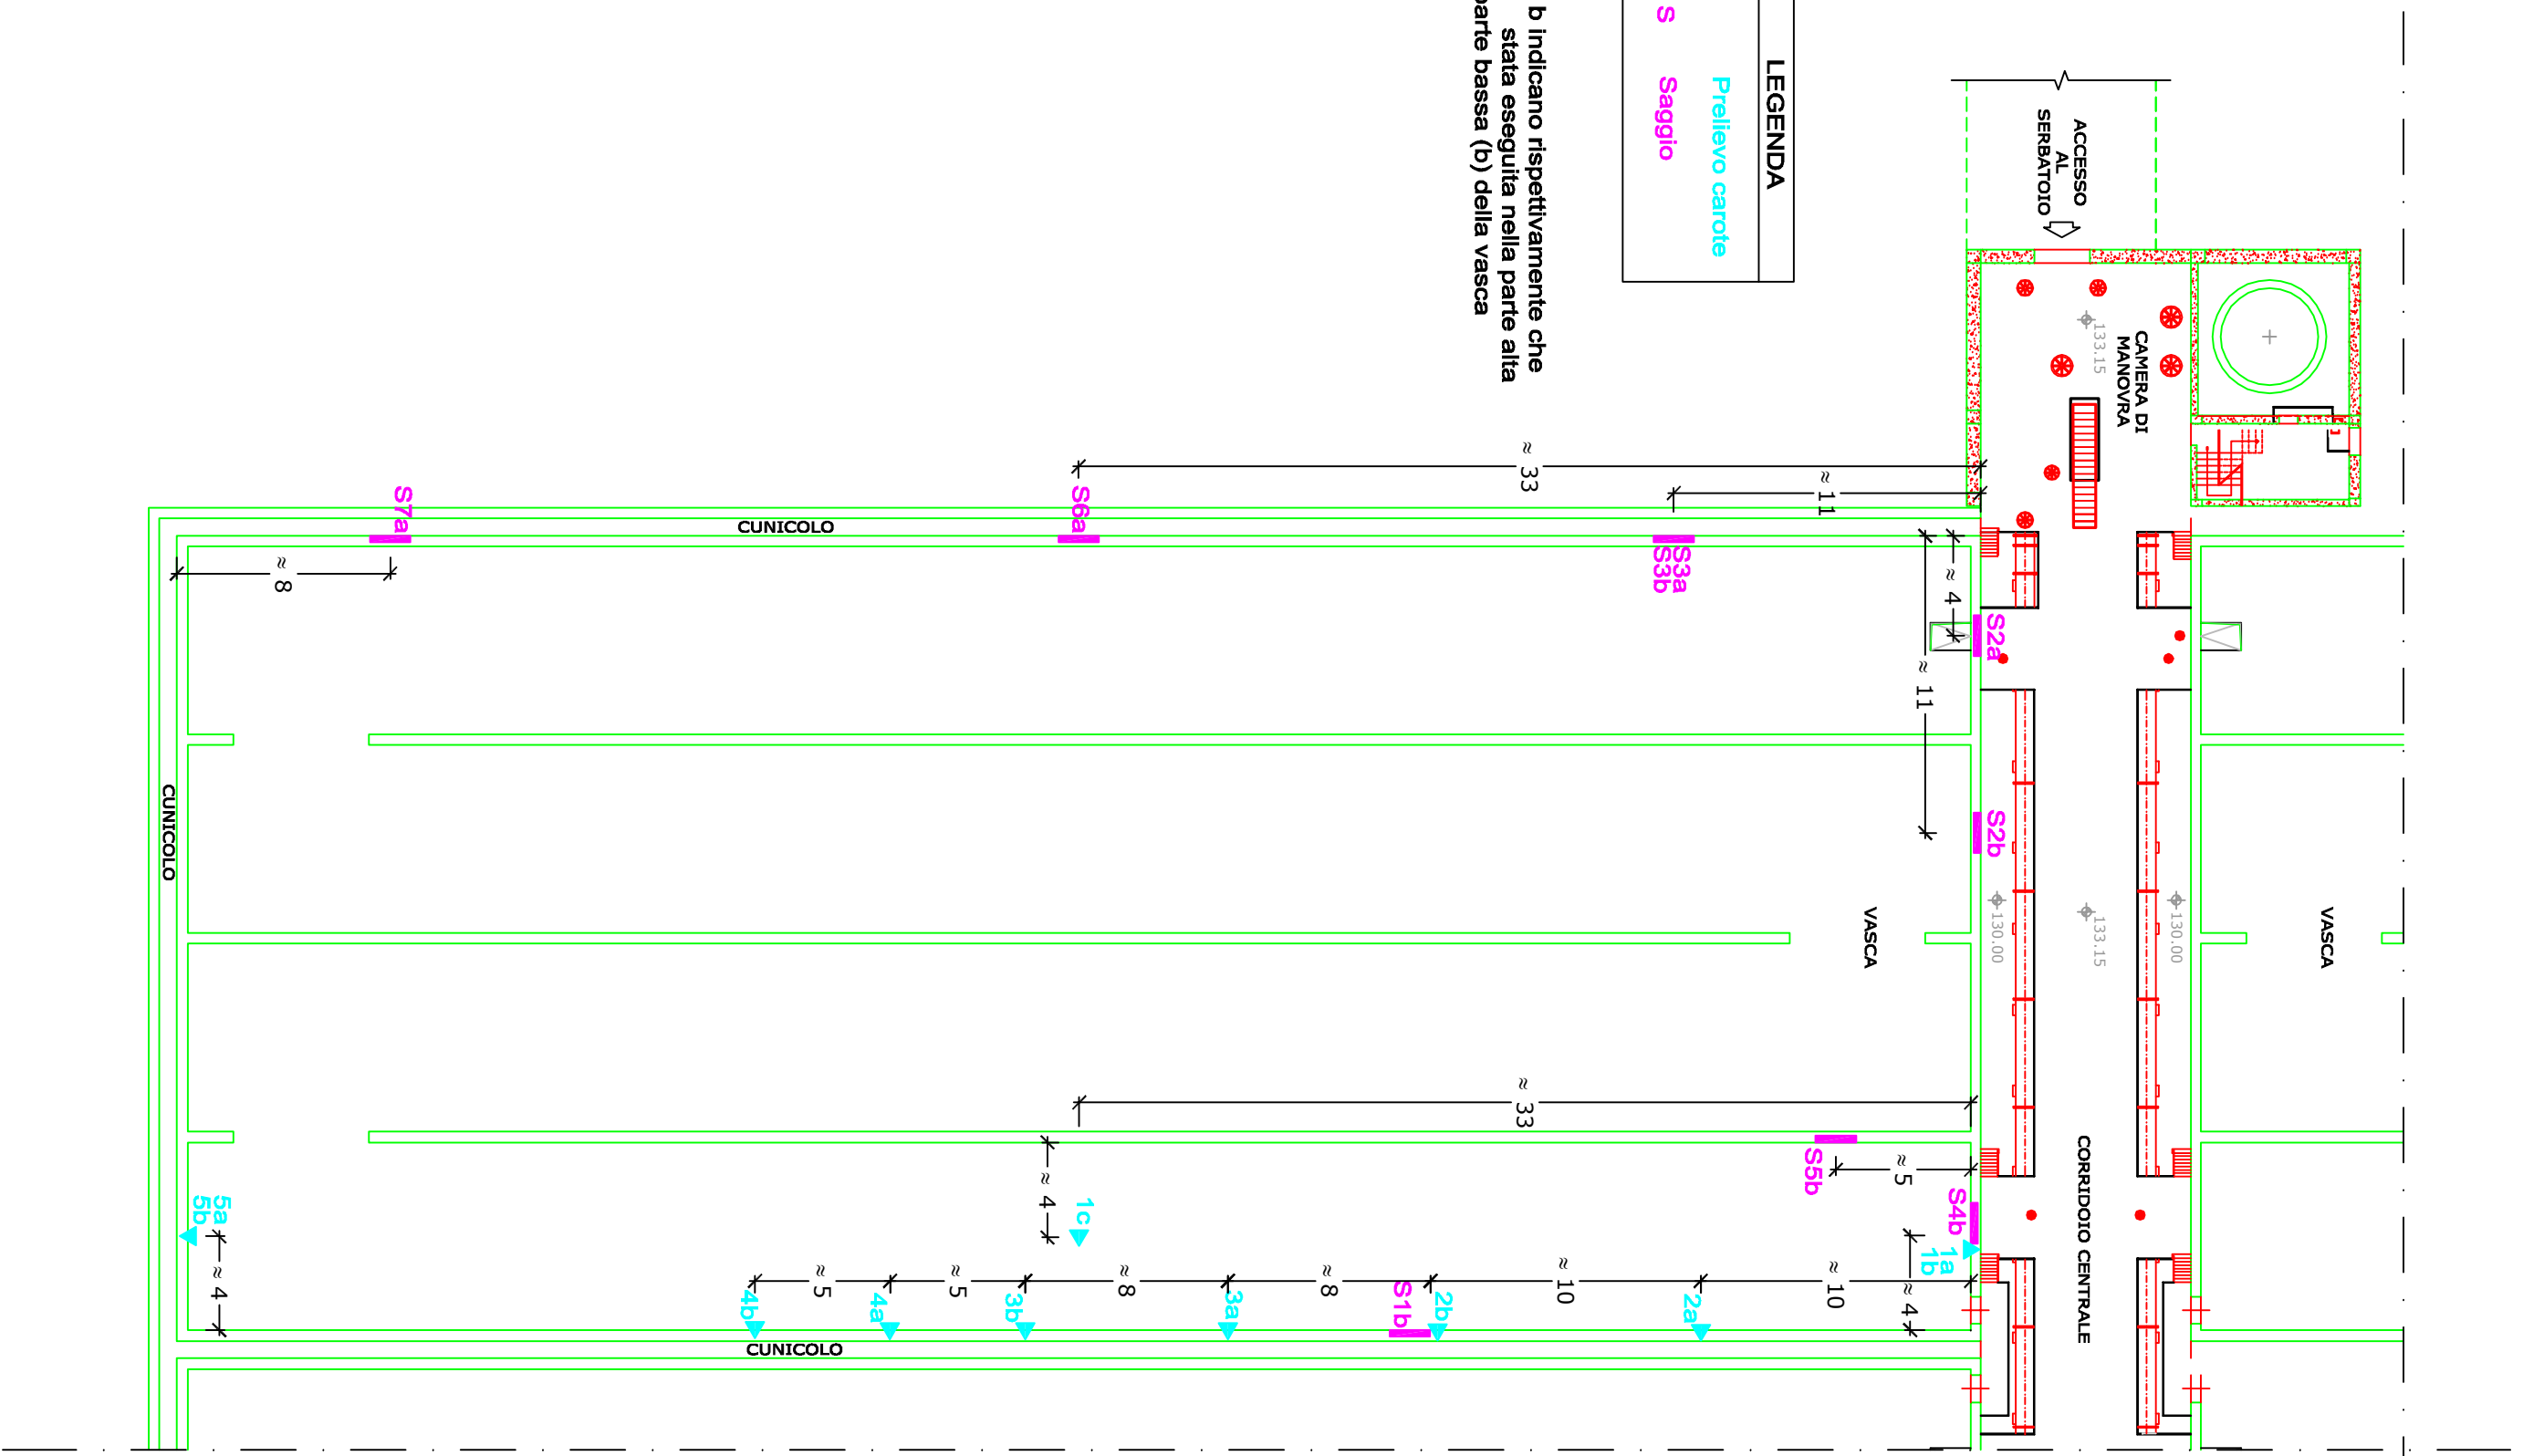 b indicano rispettivamente che
stata eseguita nella parte alta
parte bassa (b) della vasca
LEGENDA
Prelievo carote
S Saggio
ACCESSO
AL
SERBATOIO
CAMERA DI
MANOVRA
133.15
≈ 33
≈ 11
S7a
S6a
CUNICOLO
S3a
S3b
≈ 8
≈ 4
S2a
≈ 11
S2b
CUNICOLO
VASCA
VASCA
130.00
133.15
130.00
≈ 33
CORRIDOIO CENTRALE
≈ 5
S5b
S4b
≈ 4
1c
5a
5b
≈ 4
1a
1b
≈ 4
≈ 5
≈ 5
≈ 8
≈ 8
≈ 10
≈ 10
4b
4a
3b
3a
S1b
2b
2a
CUNICOLO